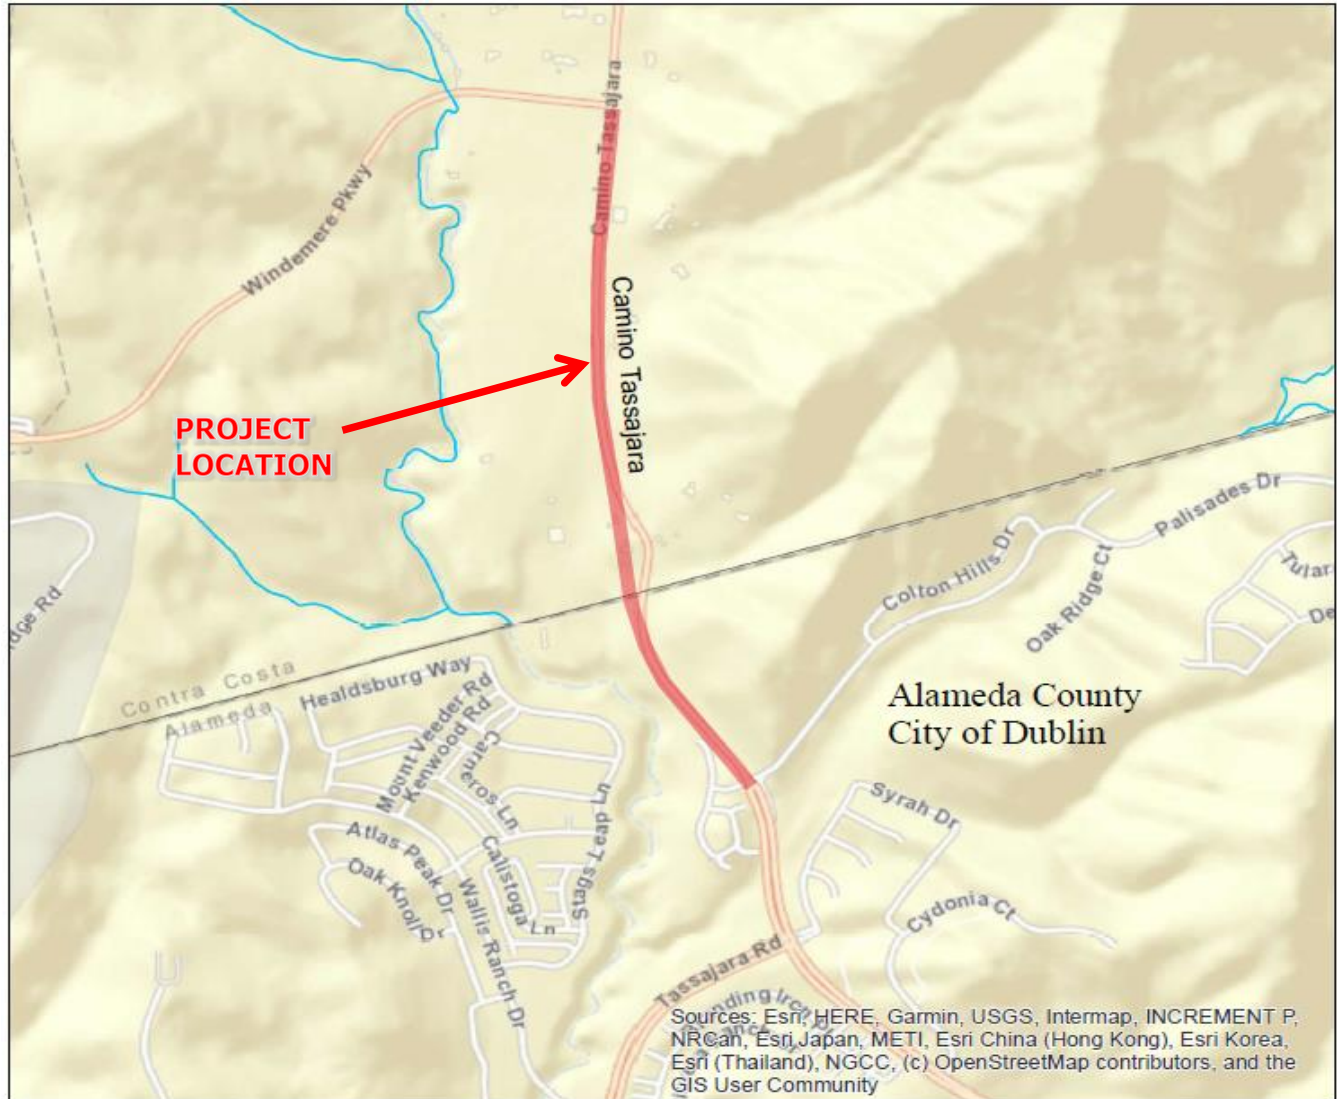 Camino Tassajara
Windemere Pkwy
Camino Tassajara
PROJECT
LOCATION
Palisades Dr
Colton Hills Dr
Oak Ridge Ct
Contra Costa
Alameda
Healdsburg Way
Mount Veeder Rd
Kenwood Rd
Carneros Ln
Alameda County
City of Dublin
Syrah Dr
Atlas Peak Dr
Oak Knoll Dr
Calistoga Ln
Stags Leap Ln
Wallis Ranch Dr
Cydonia Ct
Tassajara Rd
Sources: Esri, HERE, Garmin, USGS, Intermap, INCREMENT P,
NRCan, Esri Japan, METI, Esri China (Hong Kong), Esri Korea,
Esri (Thailand), NGCC, (c) OpenStreetMap contributors, and the
GIS User Community